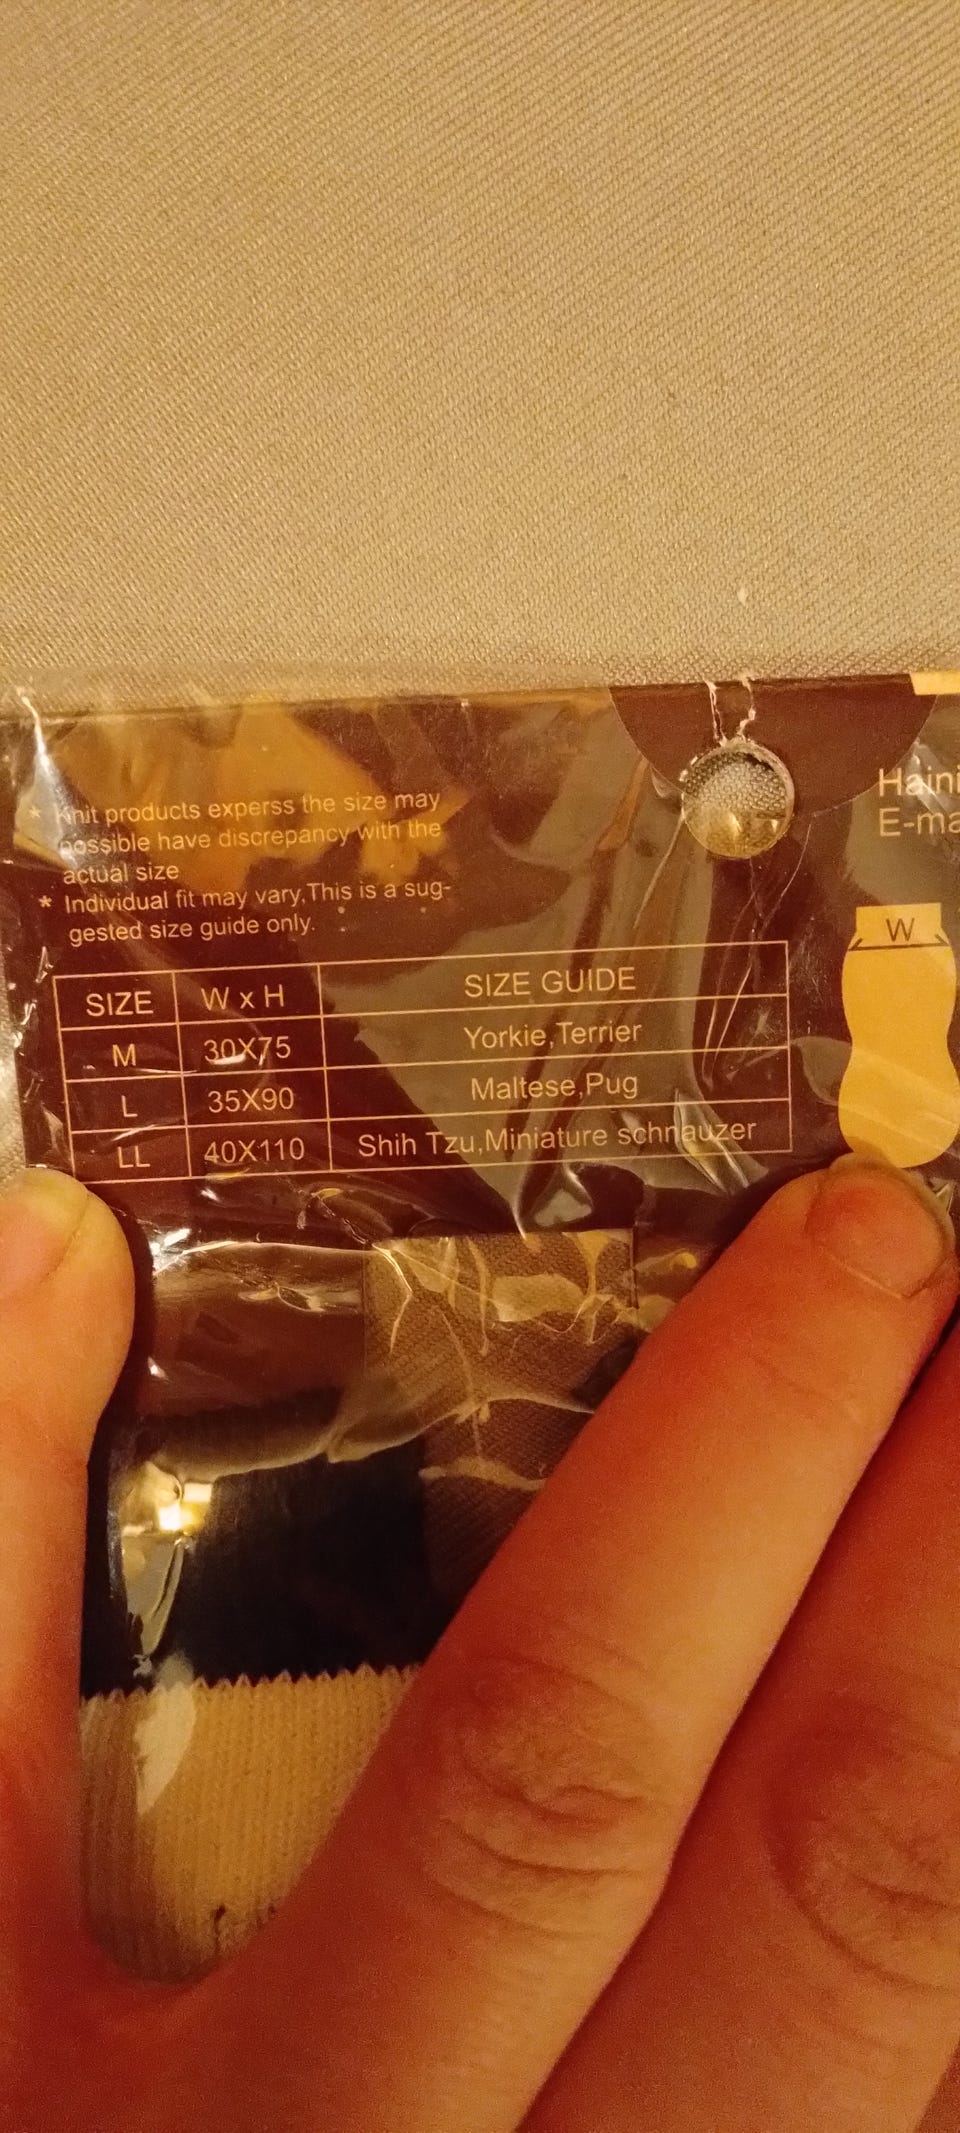 * Knit products experss the size may
possible have discrepancy with the
actual size
* Individual fit may vary,This is a sug-
gested size guide only.
SIZE W x H SIZE GUIDE
M 30X75 Yorkie,Terrier
L 35X90 Maltese,Pug
LL 40X110 Shih Tzu,Miniature schnauzer
Haini
E-ma
W